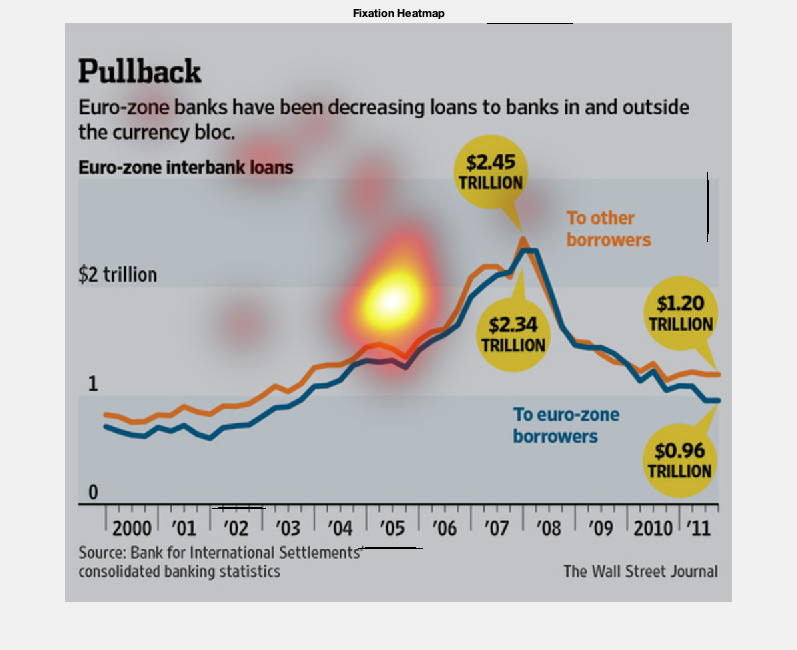 Fixation Heatmap
Pullback
Euro-zone banks have been decreasing loans to banks in and outside
the currency bloc.
Euro-zone interbank loans
$2.45
TRILLION
To other
borrowers
$2 trillion
$1.20
TRILLION
$2.34
TRILLION
1
To euro-zone
borrowers
$0.96
TRILLION
0
2000 '01 '02 '03 '04 '05 '06 '07 '08 '09 2010 '11
Source: Bank for International Settlements'
consolidated banking statistics
The Wall Street Journal